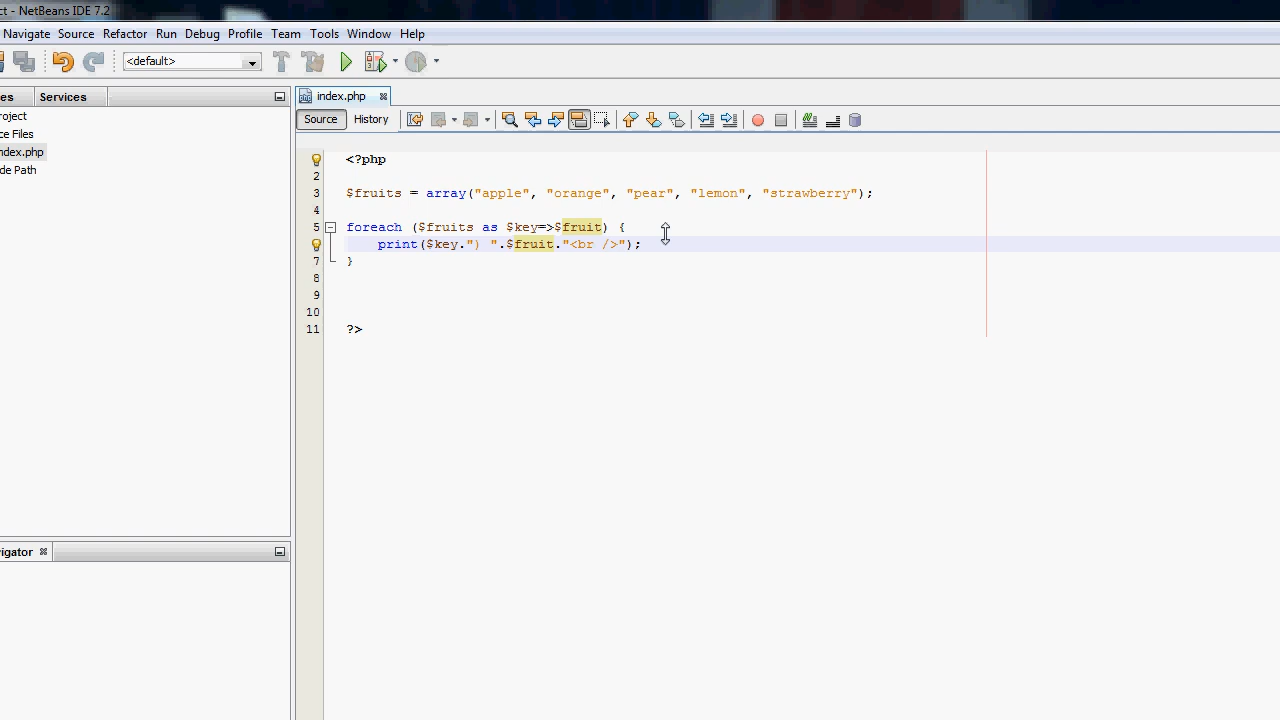 ct - NetBeans IDE 7.2
Navigate Source Refactor Run Debug Profile Team Tools Window Help
<default>
es Services
index.php
roject
Source History
ce Files
ndex.php
de Path
<?php
2
3 $fruits = array("apple", "orange", "pear", "lemon", "strawberry");
4
5 foreach ($fruits as $key=>$fruit) {
print($key.") ".$fruit."<br />");
7 }
8
9
10
11 ?>
igator